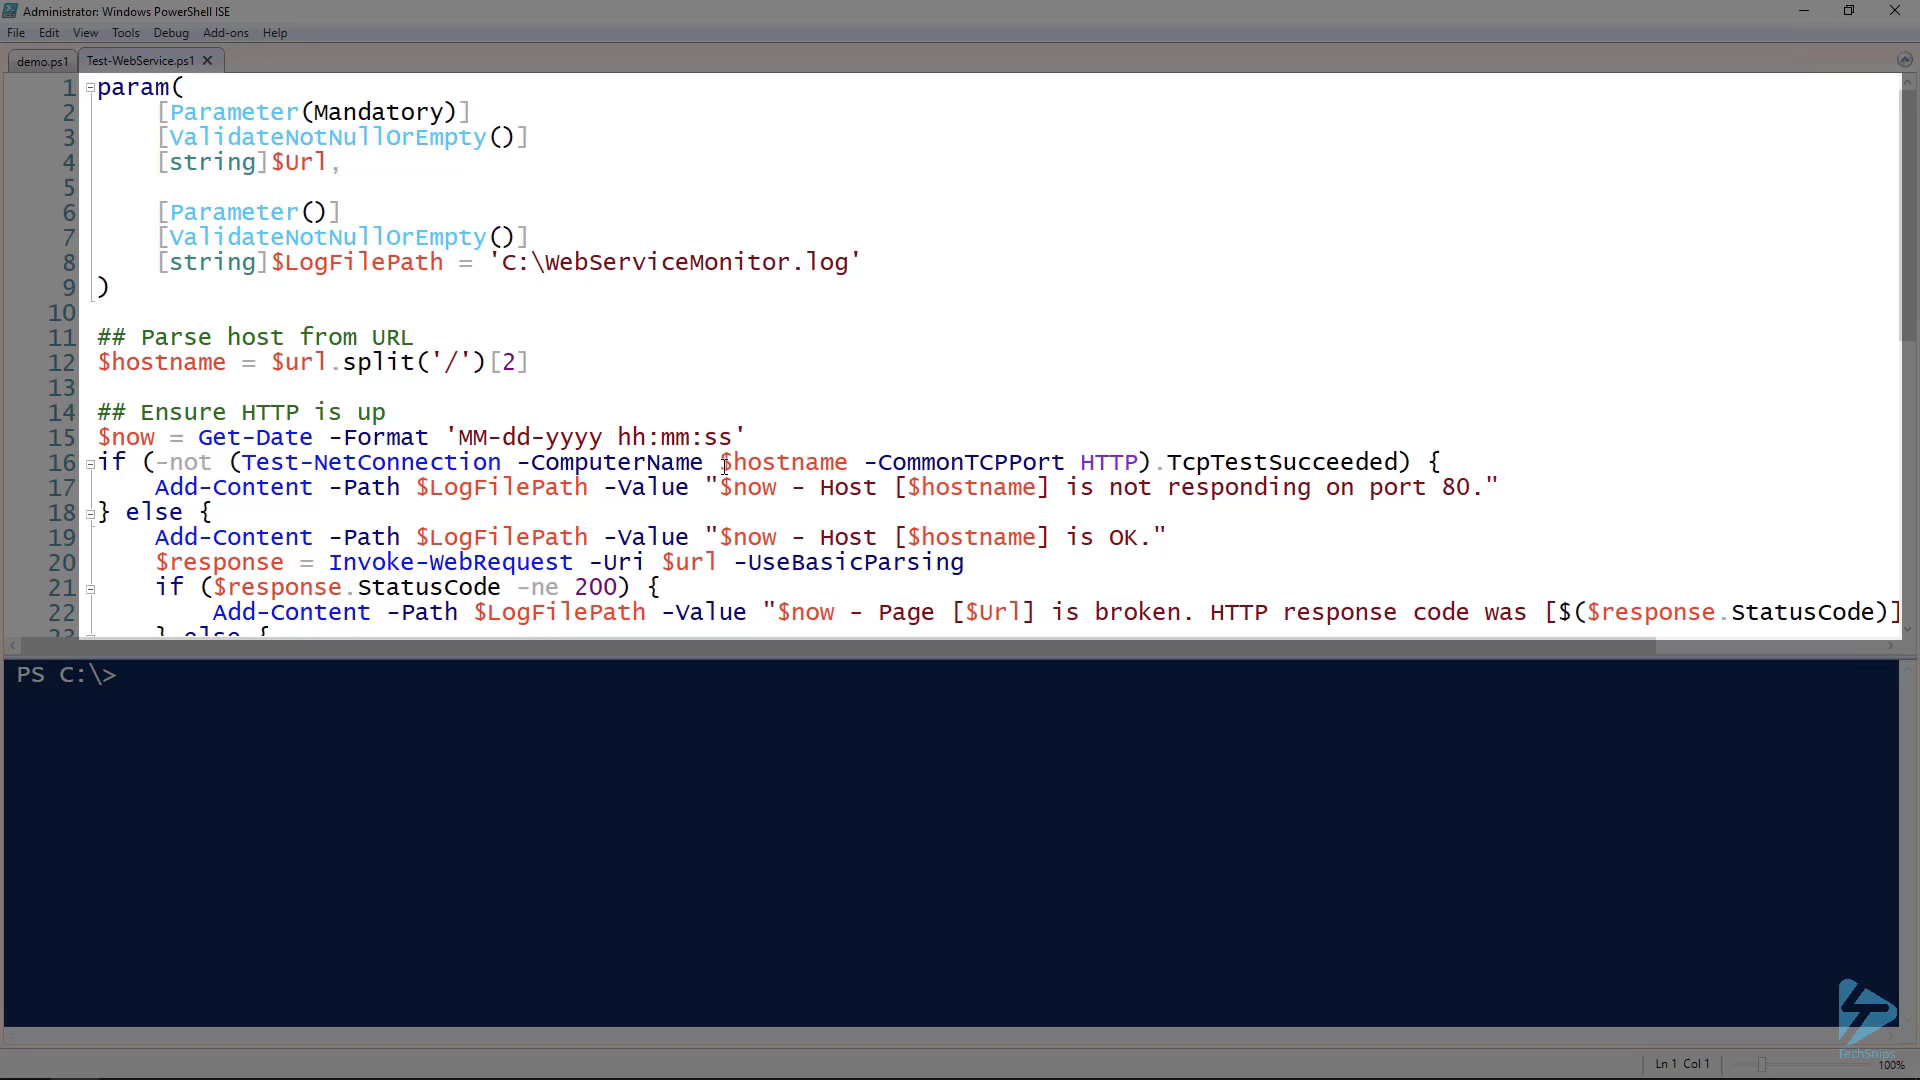 Administrator: Windows PowerShell ISE
File Edit View Tools Debug Add-ons Help
demo.ps1 Test-WebService.ps1
1 param(
2 [Parameter(Mandatory)]
3 [ValidateNotNullOrEmpty()]
4 [string]$Url,
5
6 [Parameter()]
7 [ValidateNotNullOrEmpty()]
8 [string]$LogFilePath = 'C:\WebServiceMonitor.log'
9 )
10
11 ## Parse host from URL
12 $hostname = $url.split('/')[2]
13
14 ## Ensure HTTP is up
15 $now = Get-Date -Format 'MM-dd-yyyy hh:mm:ss'
16 if (-not (Test-NetConnection -ComputerName $hostname -CommonTCPPort HTTP).TcpTestSucceeded) {
17 Add-Content -Path $LogFilePath -Value "$now - Host [$hostname] is not responding on port 80."
18 } else {
19 Add-Content -Path $LogFilePath -Value "$now - Host [$hostname] is OK."
20 $response = Invoke-WebRequest -Uri $url -UseBasicParsing
21 if ($response.StatusCode -ne 200) {
22 Add-Content -Path $LogFilePath -Value "$now - Page [$Url] is broken. HTTP response code was [$($response.StatusCode)]
23 } else {
PS C:\>
TechSnips
Ln 1 Col 1 100%